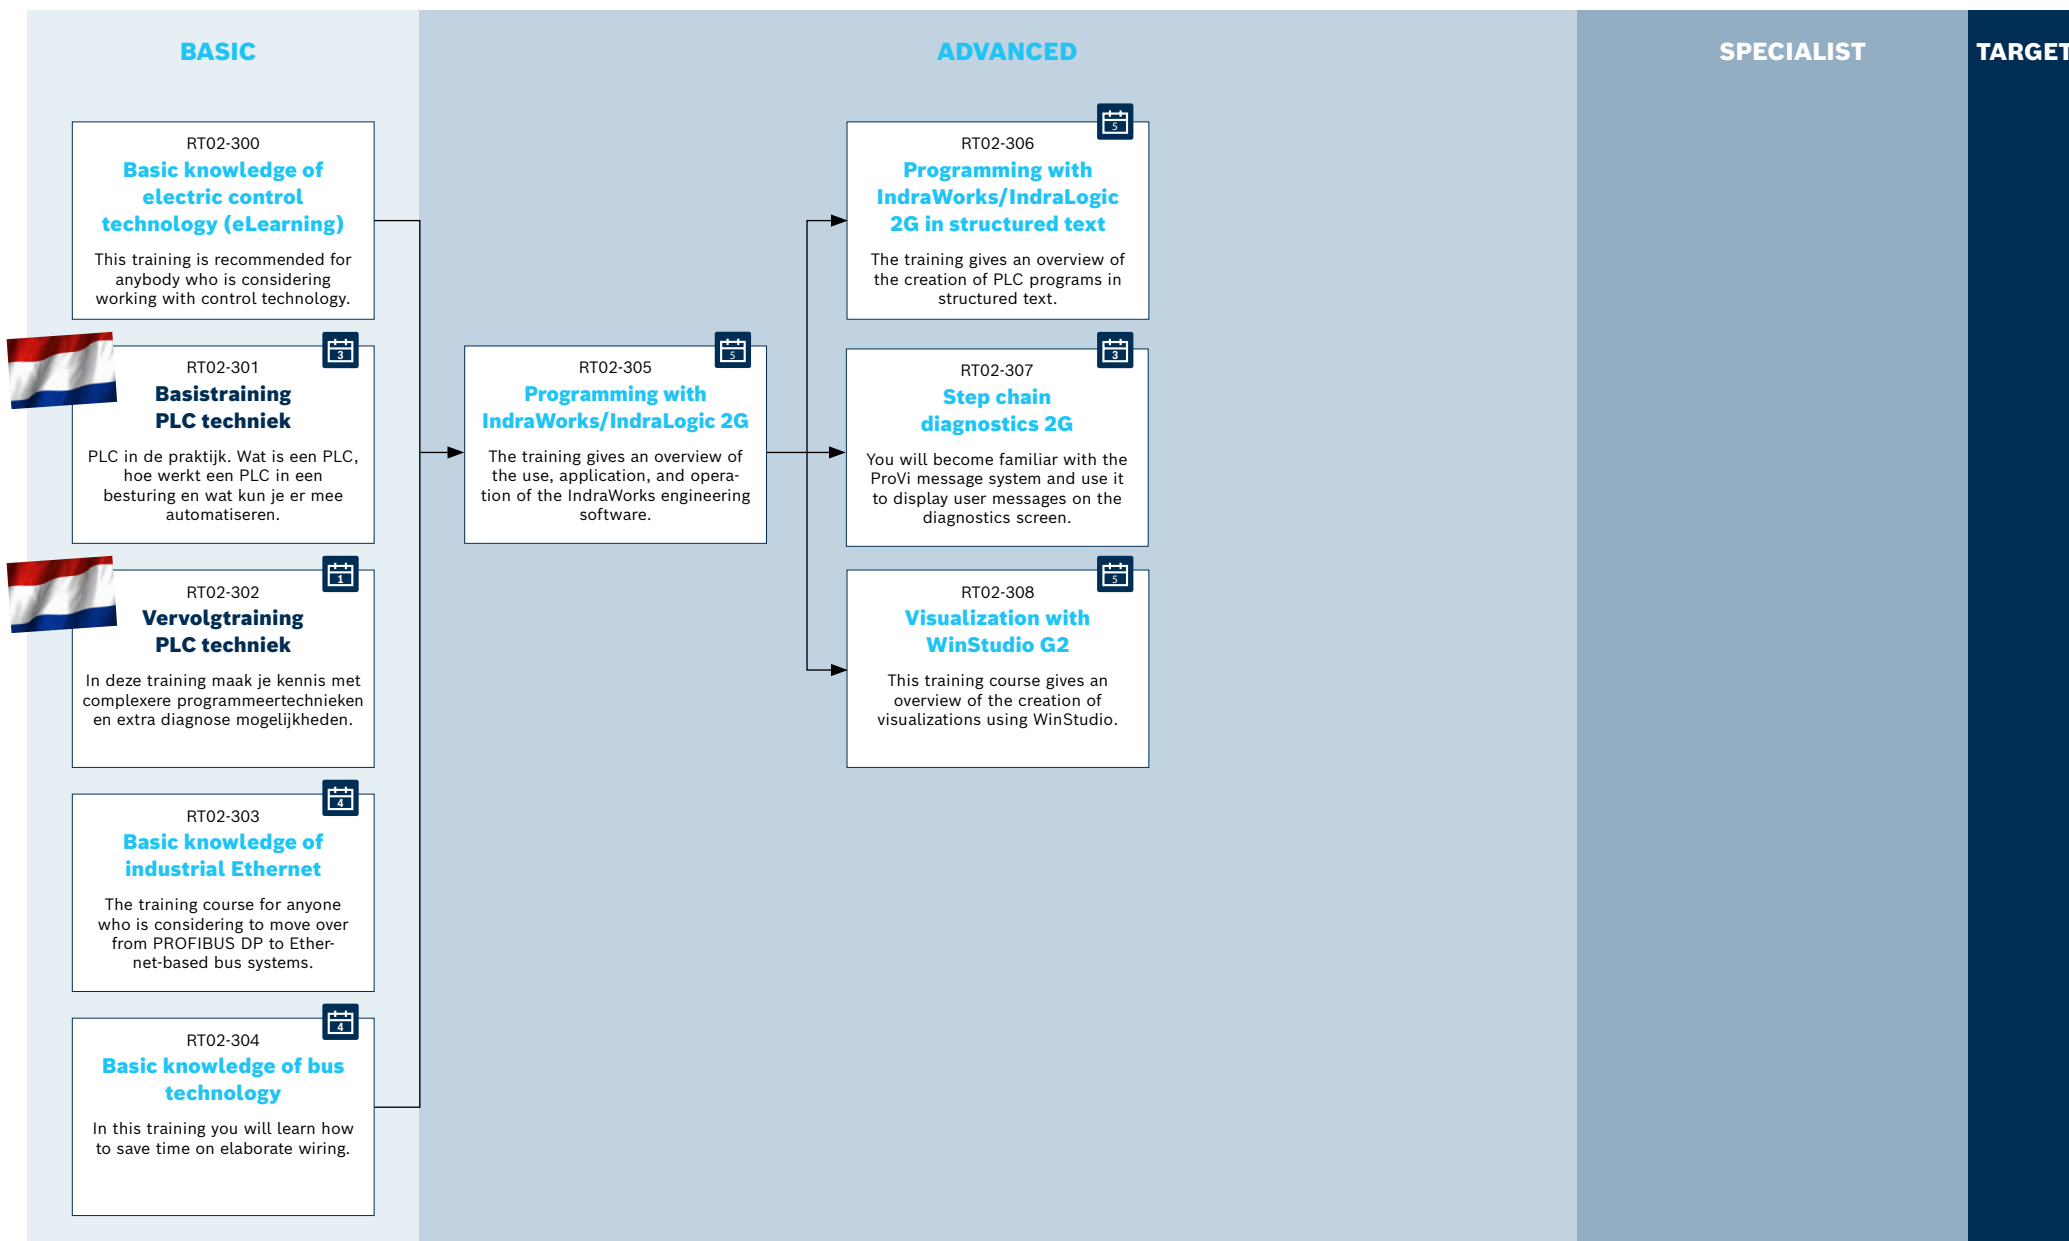 BASIC
ADVANCED
SPECIALIST
TARGET
RT02-300
Basic knowledge of
electric control
technology (eLearning)
This training is recommended for
anybody who is considering
working with control technology.
3
RT02-301
Basistraining
PLC techniek
PLC in de praktijk. Wat is een PLC,
hoe werkt een PLC in een
besturing en wat kun je er mee
automatiseren.
1
RT02-302
Vervolgtraining
PLC techniek
In deze training maak je kennis met
complexere programmeertechnieken
en extra diagnose mogelijkheden.
4
RT02-303
Basic knowledge of
industrial Ethernet
The training course for anyone
who is considering to move over
from PROFIBUS DP to Ether-
net-based bus systems.
4
RT02-304
Basic knowledge of bus
technology
In this training you will learn how
to save time on elaborate wiring.
5
RT02-305
Programming with
IndraWorks/IndraLogic 2G
The training gives an overview of
the use, application, and opera-
tion of the IndraWorks engineering
software.
5
RT02-306
Programming with
IndraWorks/IndraLogic
2G in structured text
The training gives an overview of
the creation of PLC programs in
structured text.
3
RT02-307
Step chain
diagnostics 2G
You will become familiar with the
ProVi message system and use it
to display user messages on the
diagnostics screen.
5
RT02-308
Visualization with
WinStudio G2
This training course gives an
overview of the creation of
visualizations using WinStudio.